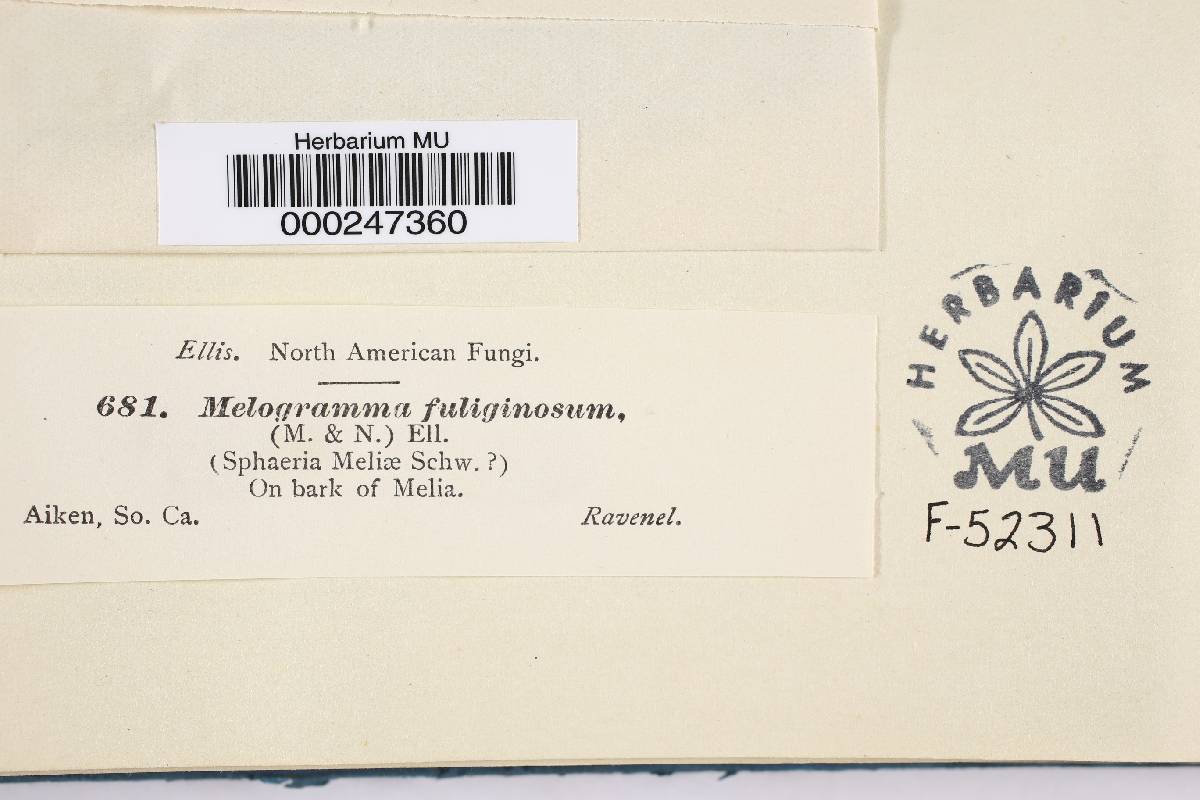 Herbarium MU
000247360
Ellis. North American Fungi.
681. Melogramma fuliginosum,
(M. & N.) Ell.
(Sphaeria Meliæ Schw. ?)
On bark of Melia.
Aiken, So. Ca. Ravenel.
HERBARIUM
MU
F-52311